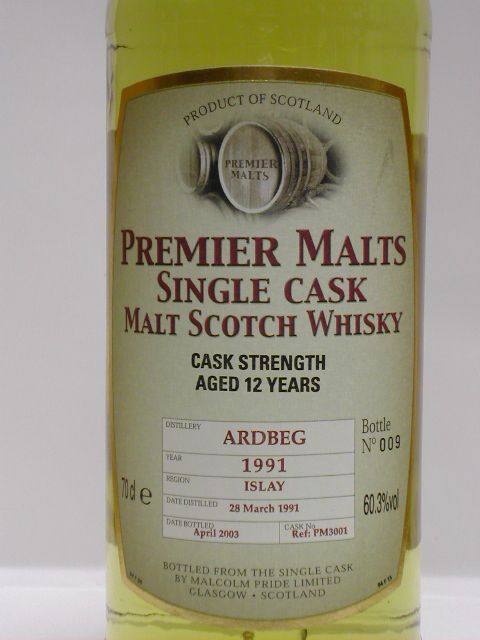 PRODUCT OF SCOTLAND
PREMIER
MALTS
PREMIER MALTS
SINGLE CASK
MALT SCOTCH WHISKY
CASK STRENGTH
AGED 12 YEARS
DISTILLERY
ARDBEG
Bottle
Nº 009
YEAR
1991
REGION
ISLAY
70cl e
DATE DISTILLED
28 March 1991
60.3%vol
DATE BOTTLED
April 2003
CASK No
Ref: PM3001
BOTTLED FROM THE SINGLE CASK
BY MALCOLM PRIDE LIMITED
GLASGOW • SCOTLAND